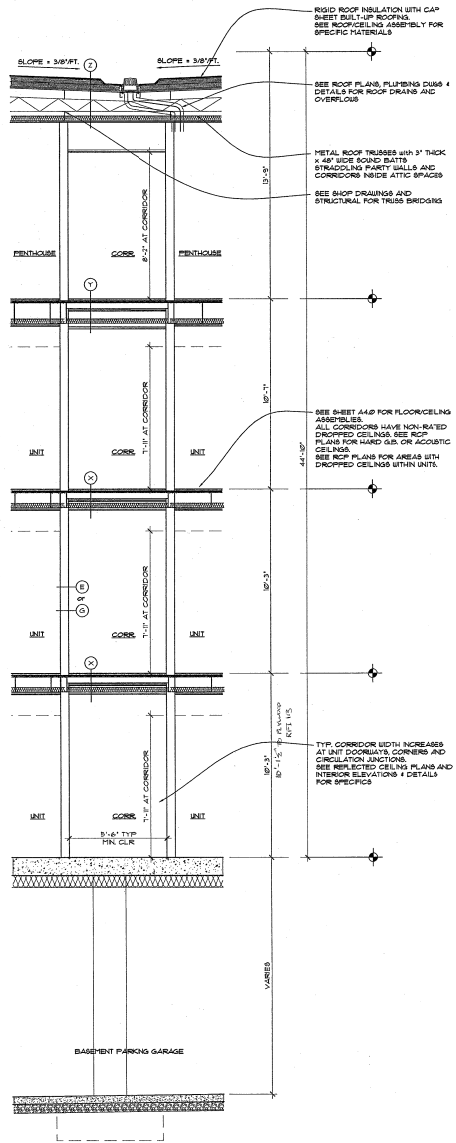 RIGID ROOF INSULATION WITH CAP
SHEET BUILT-UP ROOFING.
SEE ROOF/CEILING ASSEMBLY FOR
SPECIFIC MATERIALS
SLOPE = 3/8"/FT.
Z
SLOPE = 3/8"/FT.
SEE ROOF PLANS, PLUMBING DWGS &
DETAILS FOR ROOF DRAINS AND
OVERFLOWS
METAL ROOF TRUSSES with 3" THICK
x 48" WIDE SOUND BATTS
STRADDLING PARTY WALLS AND
CORRIDORS INSIDE ATTIC SPACES
13'-9"
SEE SHOP DRAWINGS AND
STRUCTURAL FOR TRUSS BRIDGING
8'-2" AT CORRIDOR
PENTHOUSE
CORR.
PENTHOUSE
Y
10'-7"
7'-11" AT CORRIDOR
SEE SHEET A4.0 FOR FLOOR/CEILING
ASSEMBLIES.
ALL CORRIDORS HAVE NON-RATED
DROPPED CEILINGS. SEE RCP
PLANS FOR HARD G.B. OR ACOUSTIC
CEILINGS.
SEE RCP PLANS FOR AREAS WITH
DROPPED CEILINGS WITHIN UNITS.
44'-10"
UNIT
CORR.
UNIT
X
10'-3"
7'-11" AT CORRIDOR
E
or
G
UNIT
CORR.
UNIT
X
10'-3"
10'-1 1/2" TO PLYWOOD
RFI 113
TYP. CORRIDOR WIDTH INCREASES
AT UNIT DOORWAYS, CORNERS AND
CIRCULATION JUNCTIONS.
SEE REFLECTED CEILING PLANS AND
INTERIOR ELEVATIONS & DETAILS
FOR SPECIFICS
7'-11" AT CORRIDOR
UNIT
CORR.
UNIT
5'-6" TYP
MIN. CLR
VARIES
BASEMENT PARKING GARAGE